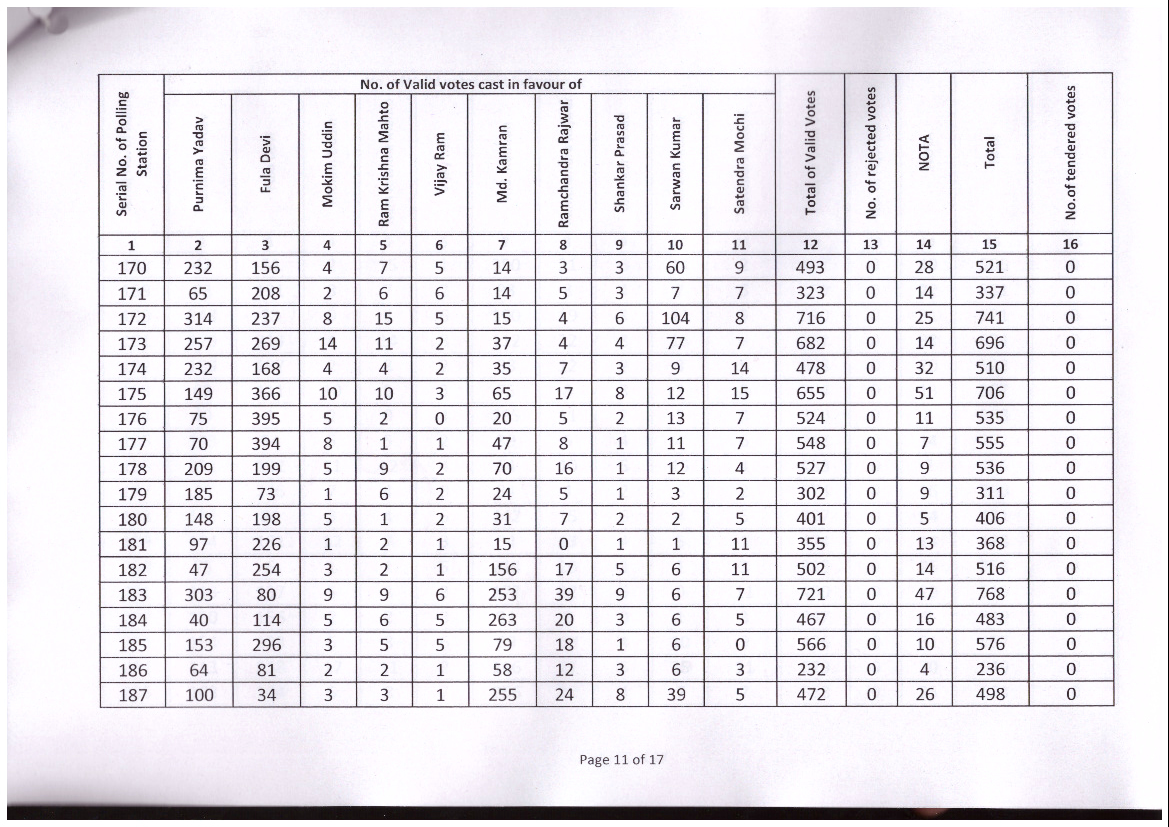 No. of Valid votes cast in favour of
Serial No. of Polling Station Purnima Yadav Fula Devi Mokim Uddin Ram Krishna Mahto Vijay Ram Md. Kamran Ramchandra Rajwar Shankar Prasad Sarwan Kumar Satendra Mochi Total of Valid Votes No. of rejected votes NOTA Total No.of tendered votes
1 2 3 4 5 6 7 8 9 10 11 12 13 14 15 16
170 232 156 4 7 5 14 3 3 60 9 493 0 28 521 0
171 65 208 2 6 6 14 5 3 7 7 323 0 14 337 0
172 314 237 8 15 5 15 4 6 104 8 716 0 25 741 0
173 257 269 14 11 2 37 4 4 77 7 682 0 14 696 0
174 232 168 4 4 2 35 7 3 9 14 478 0 32 510 0
175 149 366 10 10 3 65 17 8 12 15 655 0 51 706 0
176 75 395 5 2 0 20 5 2 13 7 524 0 11 535 0
177 70 394 8 1 1 47 8 1 11 7 548 0 7 555 0
178 209 199 5 9 2 70 16 1 12 4 527 0 9 536 0
179 185 73 1 6 2 24 5 1 3 2 302 0 9 311 0
180 148 198 5 1 2 31 7 2 2 5 401 0 5 406 0
181 97 226 1 2 1 15 0 1 1 11 355 0 13 368 0
182 47 254 3 2 1 156 17 5 6 11 502 0 14 516 0
183 303 80 9 9 6 253 39 9 6 7 721 0 47 768 0
184 40 114 5 6 5 263 20 3 6 5 467 0 16 483 0
185 153 296 3 5 5 79 18 1 6 0 566 0 10 576 0
186 64 81 2 2 1 58 12 3 6 3 232 0 4 236 0
187 100 34 3 3 1 255 24 8 39 5 472 0 26 498 0
Page 11 of 17